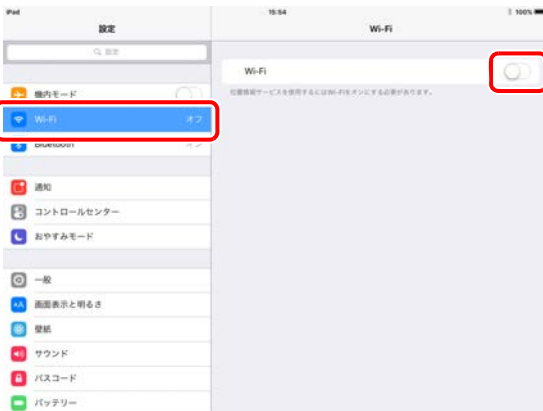 iPad
15:54
100%
設定
Wi-Fi
設定
Wi-Fi
位置情報サービスを使用するにはWi-Fiをオンにする必要があります。
機内モード
Wi-Fi
オフ
Bluetooth
オン
通知
コントロールセンター
おやすみモード
一般
画面表示と明るさ
壁紙
サウンド
パスコード
バッテリー